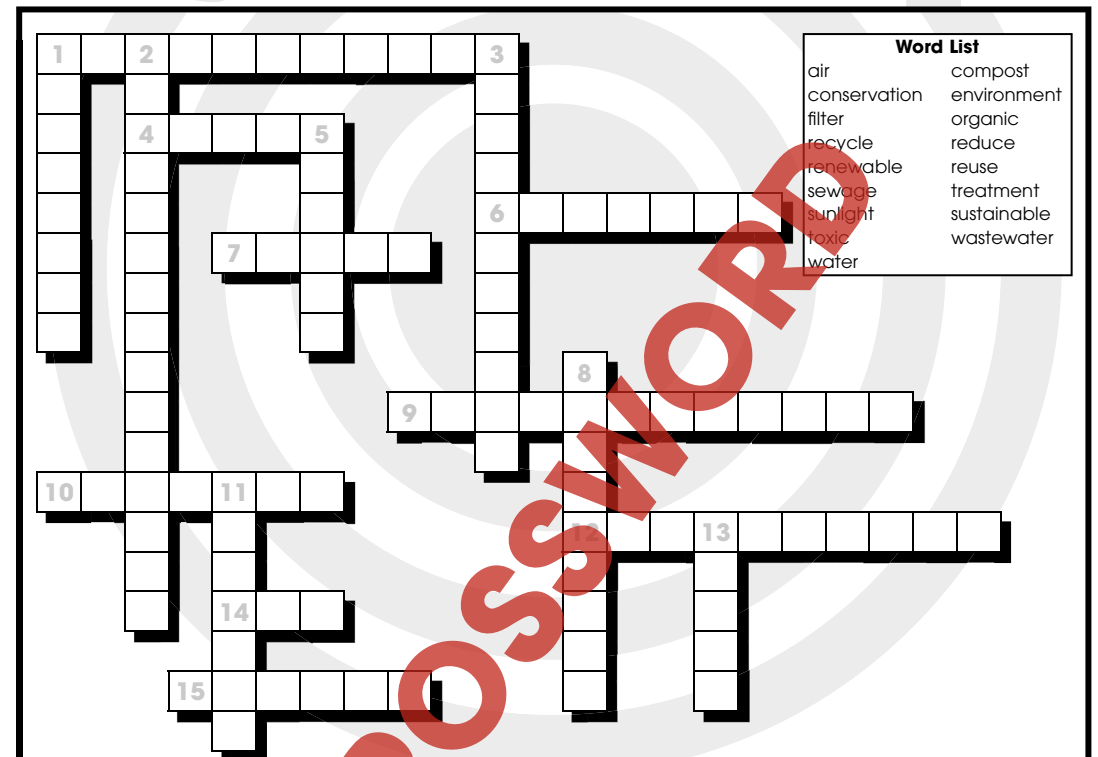 Word List
air compost
conservation environment
filter organic
recycle reduce
renewable reuse
sewage treatment
sunlight sustainable
toxic wastewater
water
1 2 3
4 5
6
7
8
9
10 11
12 13
14
15
OSSWORD